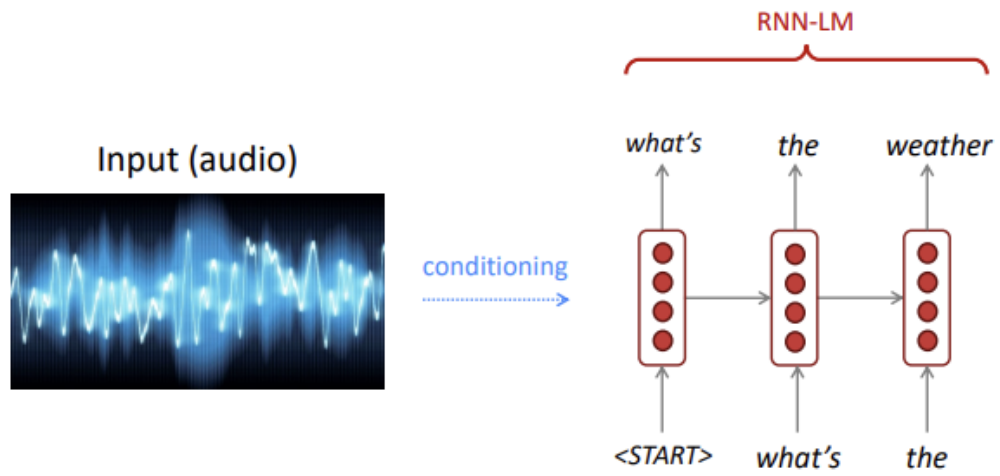 RNN-LM
what's the weather
Input (audio)
conditioning
<START> what's the